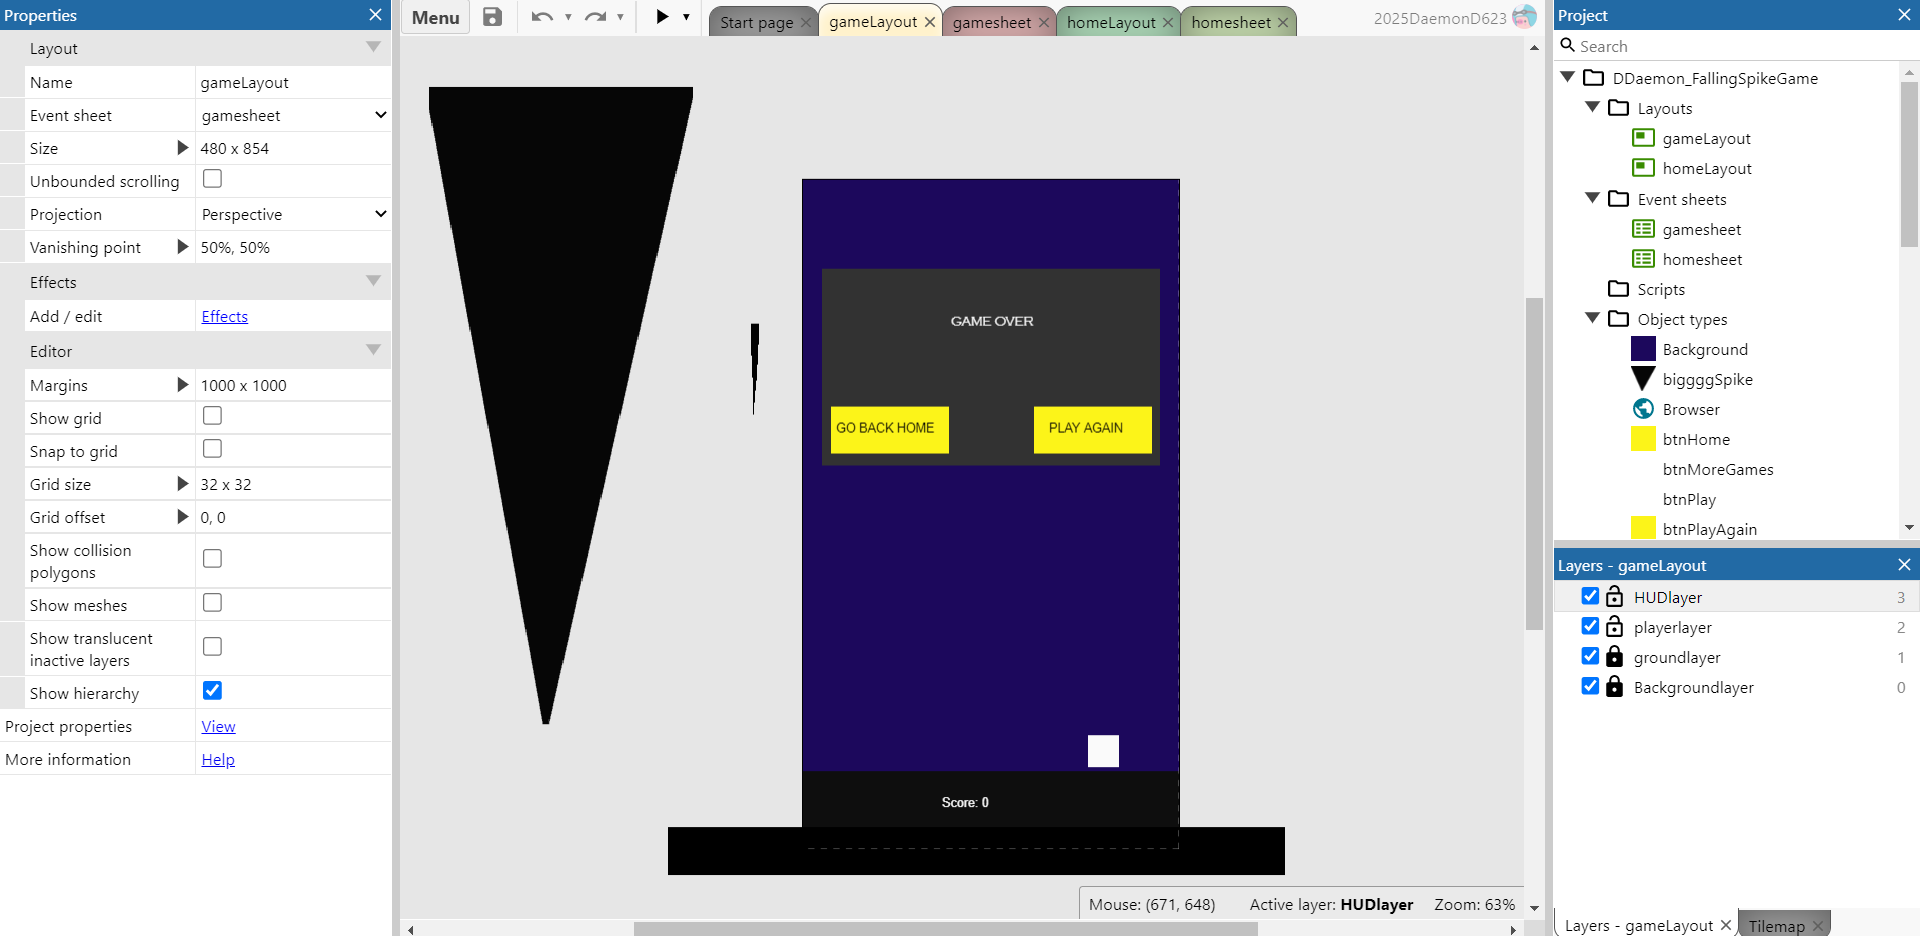 Properties
Layout
Name gameLayout
Event sheet gamesheet
Size 480 x 854
Unbounded scrolling
Projection Perspective
Vanishing point 50%, 50%
Effects
Add / edit Effects
Editor
Margins 1000 x 1000
Show grid
Snap to grid
Grid size 32 x 32
Grid offset 0, 0
Show collision
polygons
Show meshes
Show translucent
inactive layers
Show hierarchy
Project properties View
More information Help
Menu
2025DaemonD623
Start page
gameLayout
gamesheet
homeLayout
homesheet
GAME OVER
GO BACK HOME
PLAY AGAIN
Score: 0
Mouse: (671, 648) Active layer: HUDlayer Zoom: 63%
Project
Search
DDaemon_FallingSpikeGame
Layouts
gameLayout
homeLayout
Event sheets
gamesheet
homesheet
Scripts
Object types
Background
biggggSpike
Browser
btnHome
btnMoreGames
btnPlay
btnPlayAgain
Layers - gameLayout
HUDlayer 3
playerlayer 2
groundlayer 1
Backgroundlayer 0
Layers - gameLayout
Tilemap